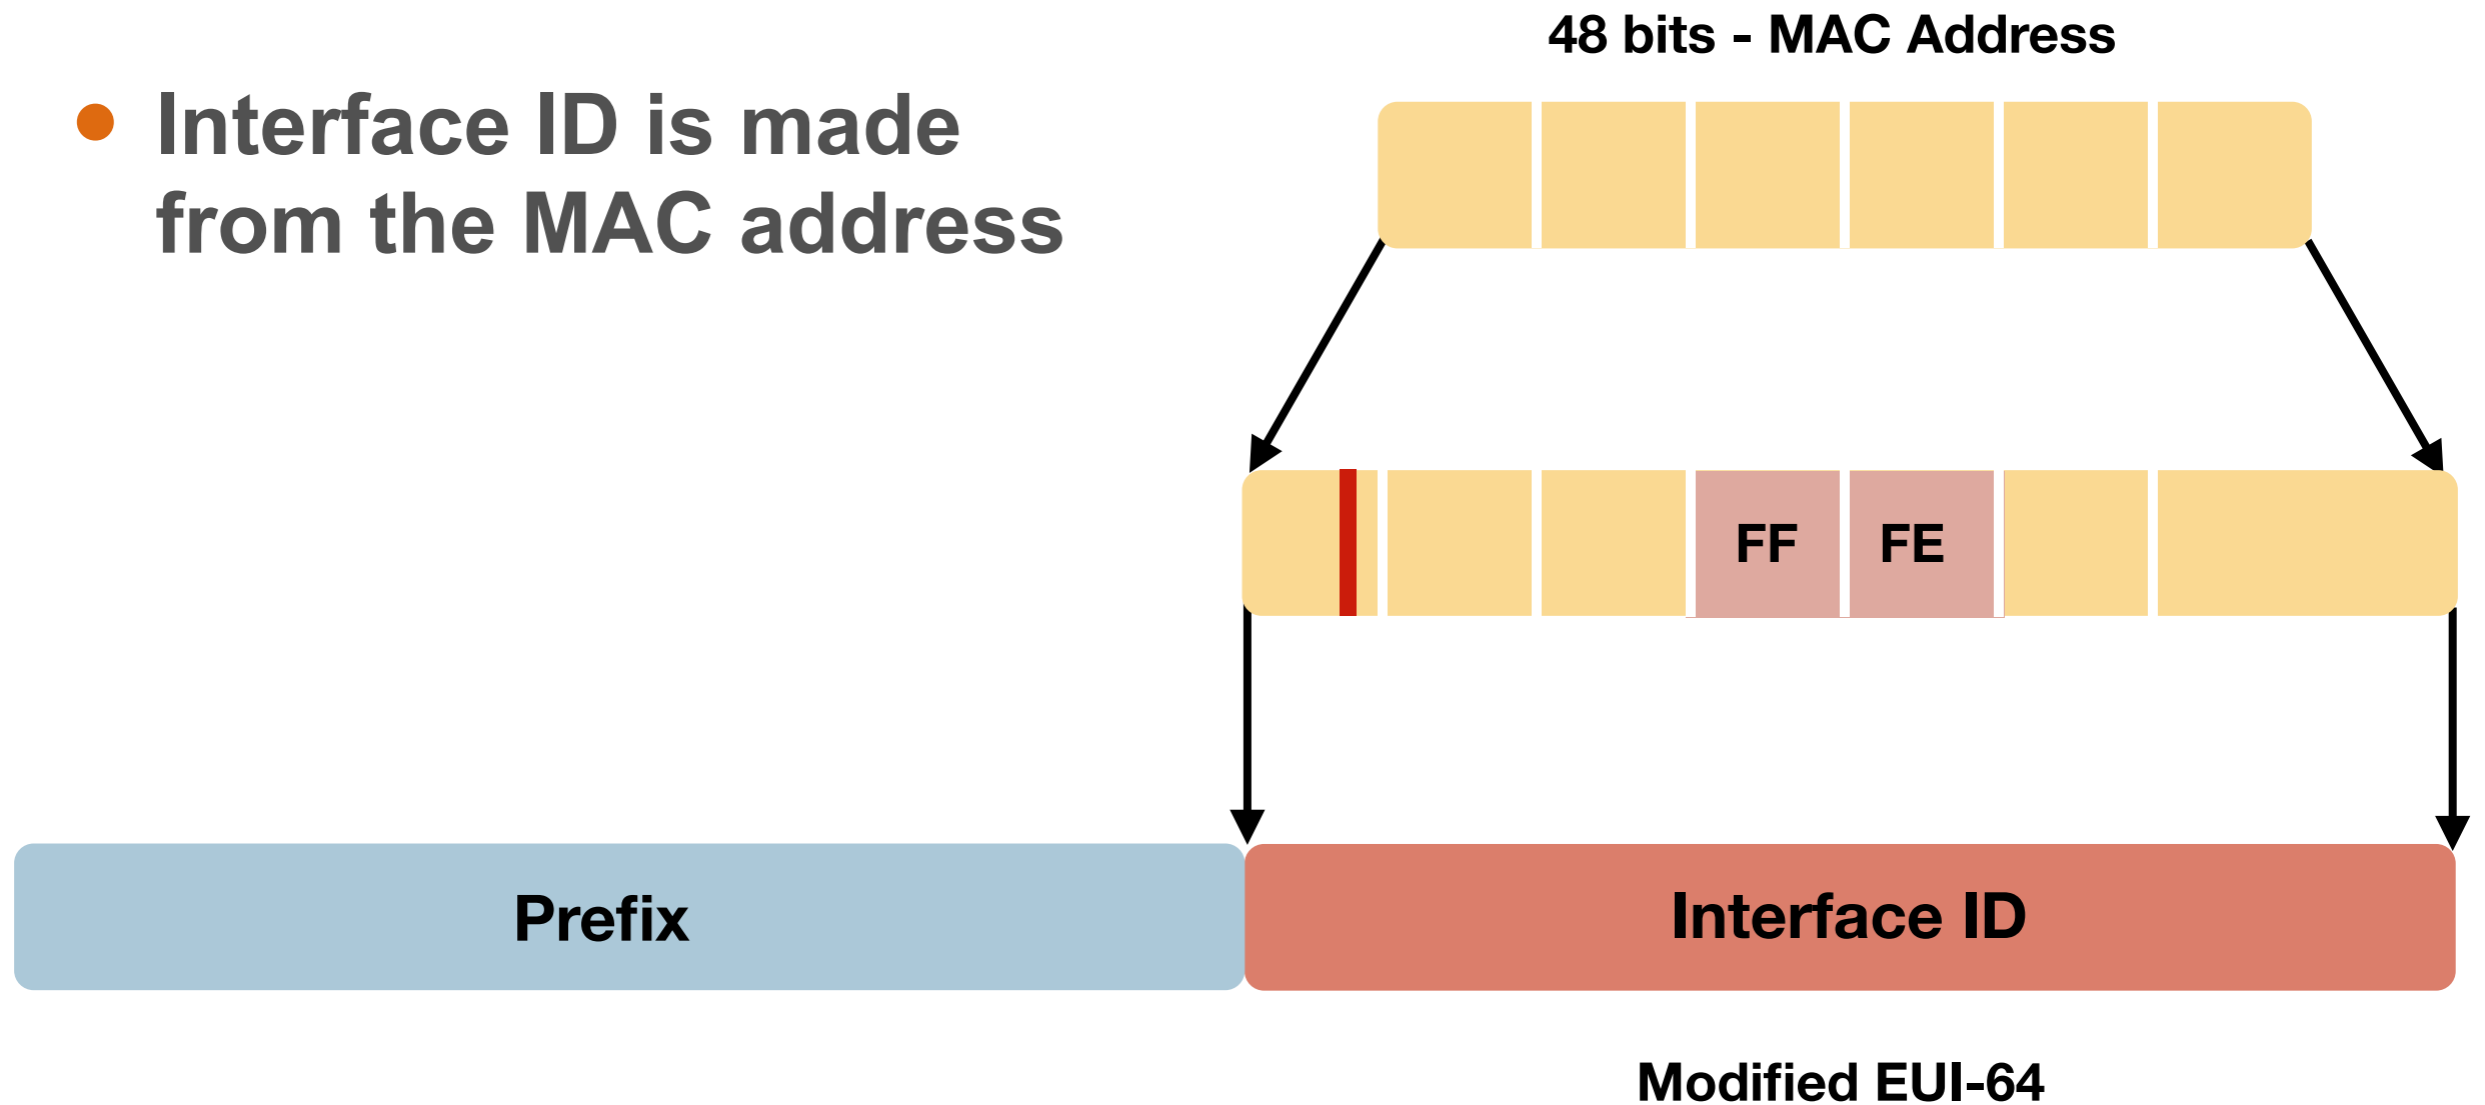 48 bits - MAC Address
• Interface ID is made
from the MAC address
FF FE
Prefix
Interface ID
Modified EUI-64